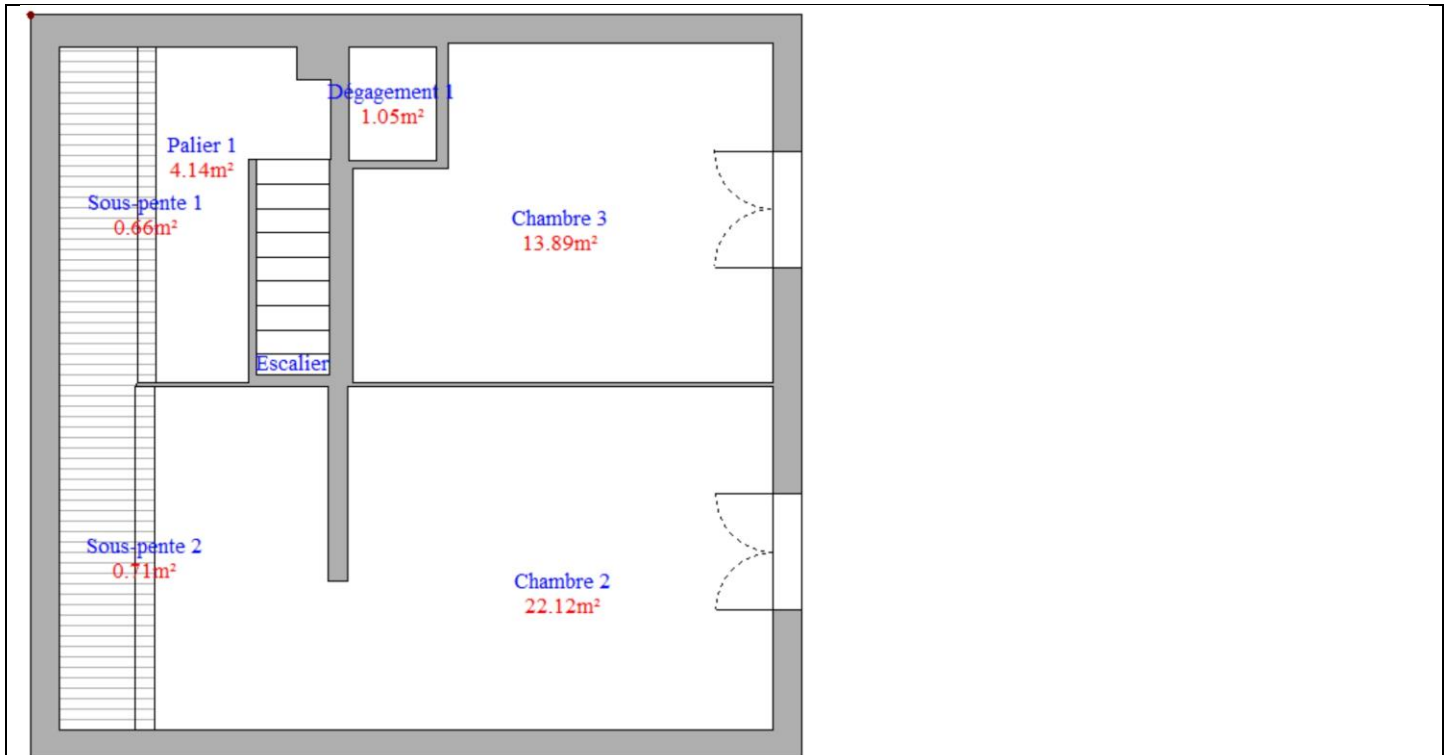 Dégagement 1
1.05m²
Palier 1
4.14m²
Sous-pente 1
0.66m²
Chambre 3
13.89m²
Escalier
Sous-pente 2
0.71m²
Chambre 2
22.12m²